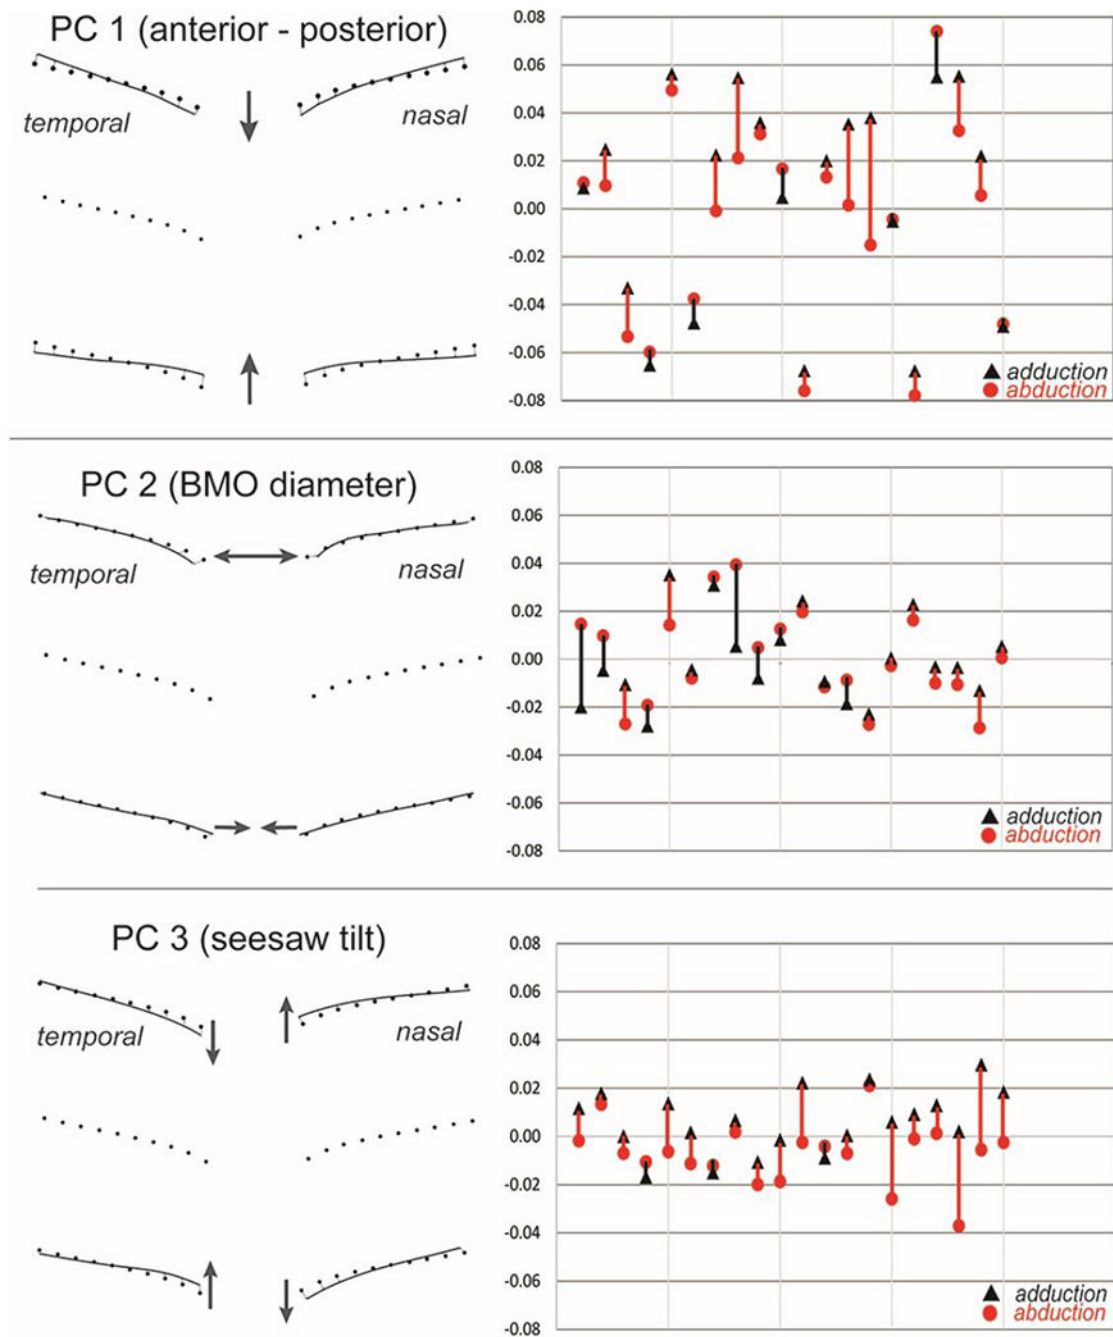 PC 1 (anterior - posterior)
temporal
nasal
0.08
0.06
0.04
0.02
0.00
-0.02
-0.04
-0.06
-0.08
adduction
abduction
PC 2 (BMO diameter)
temporal
nasal
0.08
0.06
0.04
0.02
0.00
-0.02
-0.04
-0.06
-0.08
adduction
abduction
PC 3 (seesaw tilt)
temporal
nasal
0.08
0.06
0.04
0.02
0.00
-0.02
-0.04
-0.06
-0.08
adduction
abduction